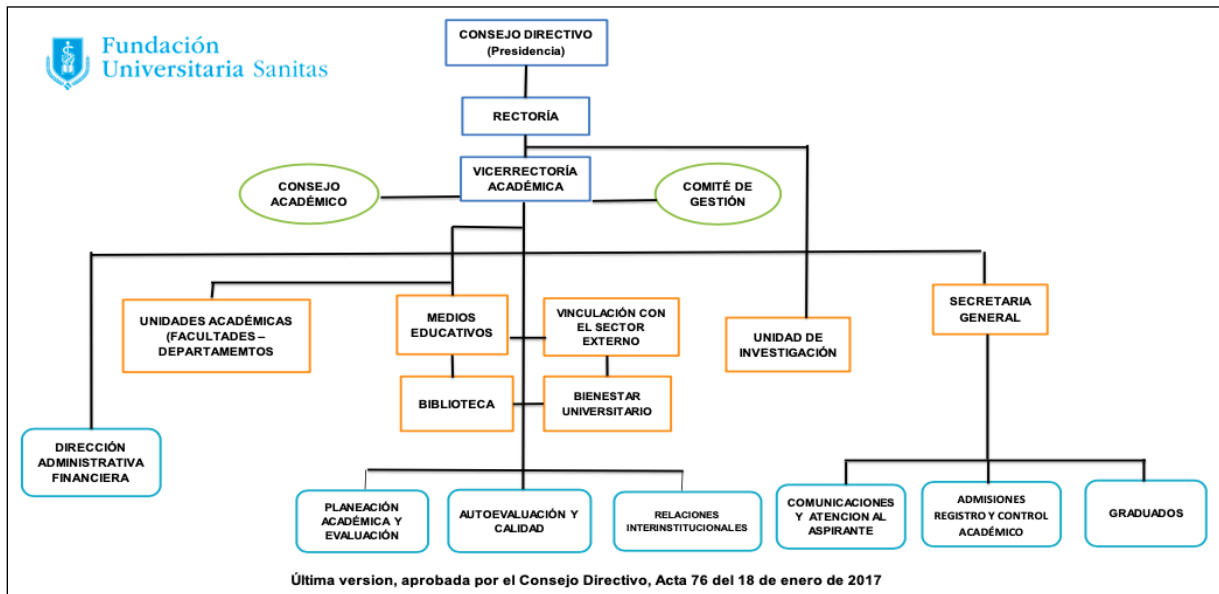 Fundación
Universitaria Sanitas
CONSEJO DIRECTIVO
(Presidencia)
RECTORÍA
VICERRECTORÍA
ACADÉMICA
CONSEJO
ACADÉMICO
COMITÉ DE
GESTIÓN
UNIDADES ACADÉMICAS
(FACULTADES –
DEPARTAMEMTOS
MEDIOS
EDUCATIVOS
VINCULACIÓN CON
EL SECTOR
EXTERNO
UNIDAD DE
INVESTIGACIÓN
SECRETARIA
GENERAL
BIBLIOTECA
BIENESTAR
UNIVERSITARIO
DIRECCIÓN
ADMINISTRATIVA
FINANCIERA
PLANEACIÓN
ACADÉMICA Y
EVALUACIÓN
AUTOEVALUACIÓN Y
CALIDAD
RELACIONES
INTERINSTITUCIONALES
COMUNICACIONES
Y ATENCION AL
ASPIRANTE
ADMISIONES
REGISTRO Y CONTROL
ACADÉMICO
GRADUADOS
Última version, aprobada por el Consejo Directivo, Acta 76 del 18 de enero de 2017